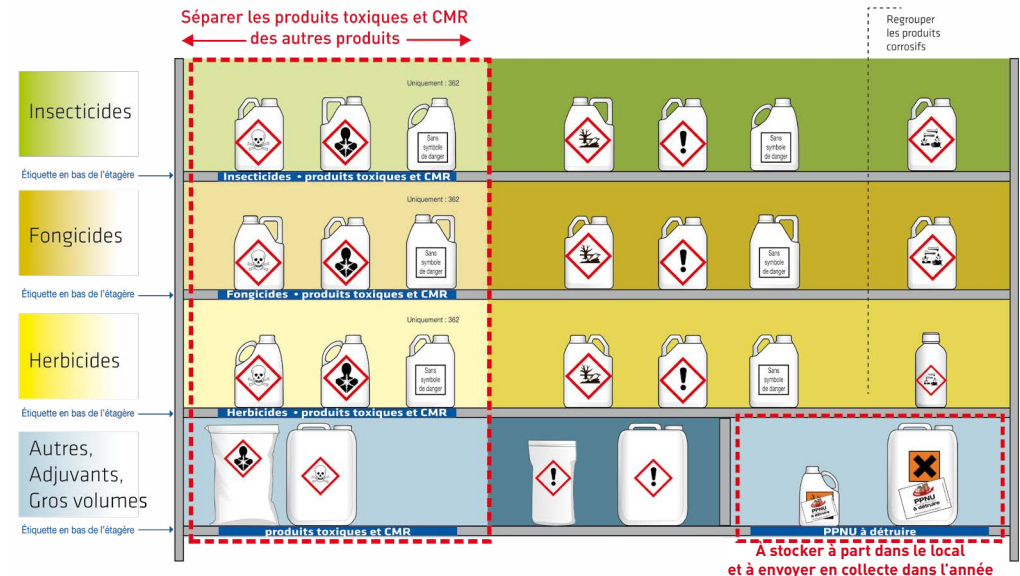 Séparer les produits toxiques et CMR
des autres produits
Regrouper
les produits
corrosifs
Insecticides
Uniquement : 362
Sans
symbole
de danger
Sans
symbole
de danger
Étiquette en bas de l'étagère
Insecticides • produits toxiques et CMR
Fongicides
Uniquement : 362
Sans
symbole
de danger
Sans
symbole
de danger
Étiquette en bas de l'étagère
Fongicides • produits toxiques et CMR
Herbicides
Uniquement : 362
Sans
symbole
de danger
Sans
symbole
de danger
Étiquette en bas de l'étagère
Herbicides • produits toxiques et CMR
Autres,
Adjuvants,
Gros volumes
PPNU
à détruire
PPNU
à détruire
Étiquette en bas de l'étagère
produits toxiques et CMR
PPNU à détruire
A stocker à part dans le local
et à envoyer en collecte dans l'année